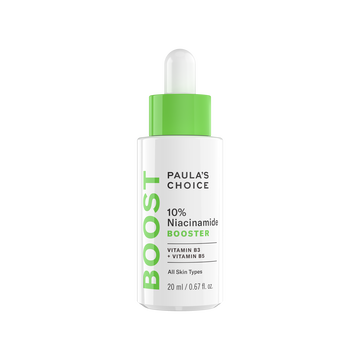 BOOST
PAULA'S
CHOICE
10%
Niacinamide
BOOSTER
VITAMIN B3
+ VITAMIN B5
All Skin Types
20 ml / 0.67 fl. oz.